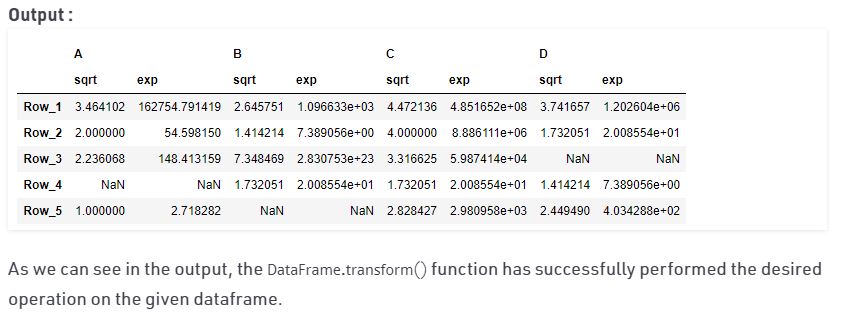 Output :
A B C D
sqrt exp sqrt exp sqrt exp sqrt exp
Row_1 3.464102 162754.791419 2.645751 1.096633e+03 4.472136 4.851652e+08 3.741657 1.202604e+06
Row_2 2.000000 54.598150 1.414214 7.389056e+00 4.000000 8.886111e+06 1.732051 2.008554e+01
Row_3 2.236068 148.413159 7.348469 2.830753e+23 3.316625 5.987414e+04 NaN NaN
Row_4 NaN NaN 1.732051 2.008554e+01 1.732051 2.008554e+01 1.414214 7.389056e+00
Row_5 1.000000 2.718282 NaN NaN 2.828427 2.980958e+03 2.449490 4.034288e+02
As we can see in the output, the DataFrame.transform() function has successfully performed the desired
operation on the given dataframe.